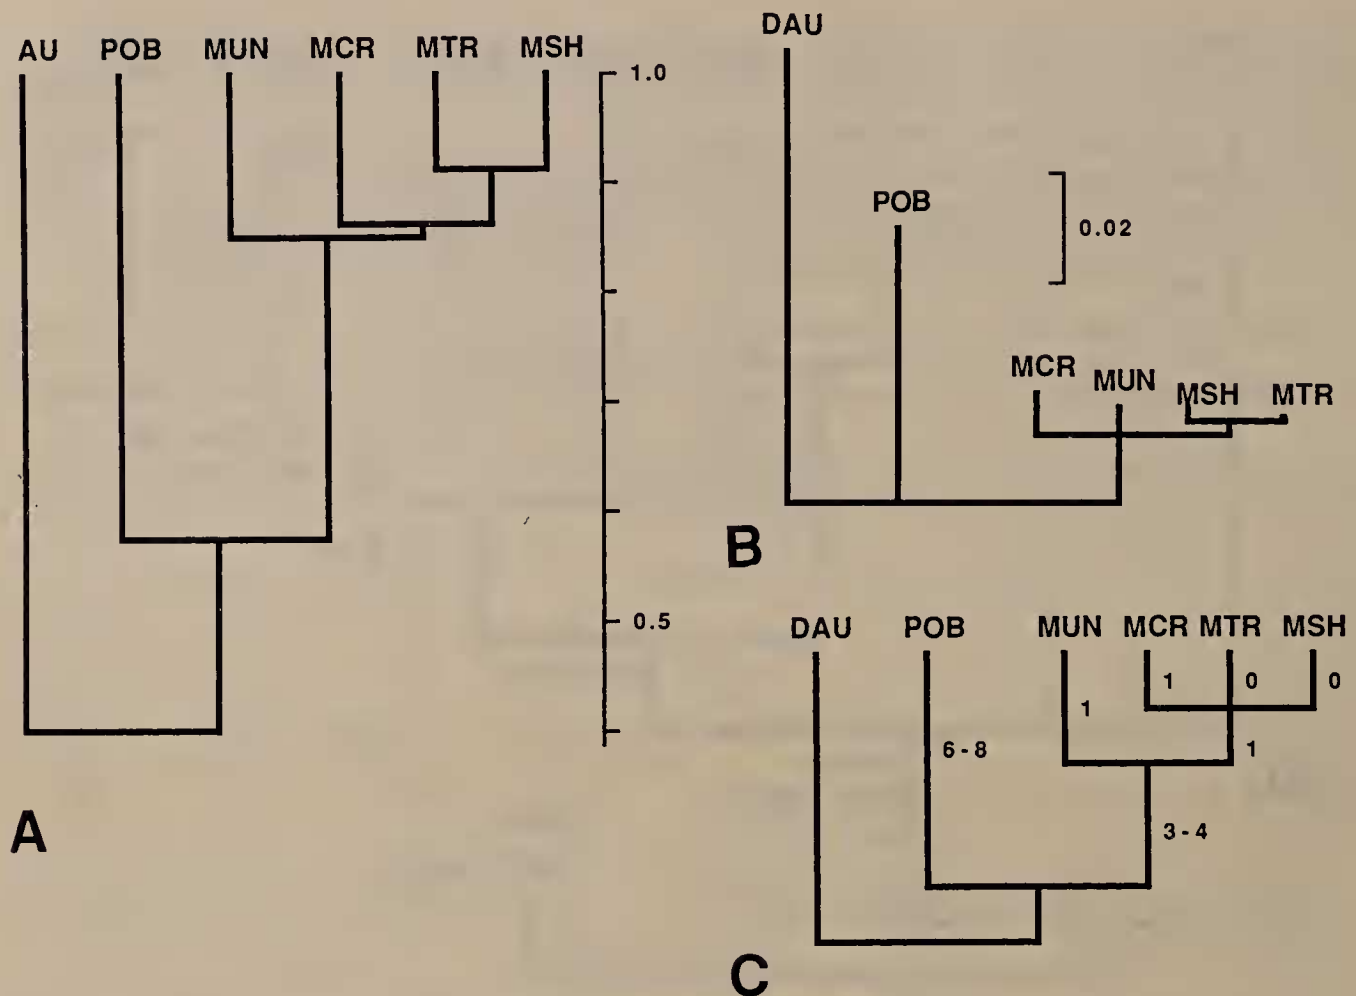 AU POB MUN MCR MTR MSH
1.0
0.5
A
DAU
POB
0.02
MCR MUN MSH MTR
B
DAU POB MUN MCR MTR MSH
1 0 0
1
6 - 8 1
3 - 4
C